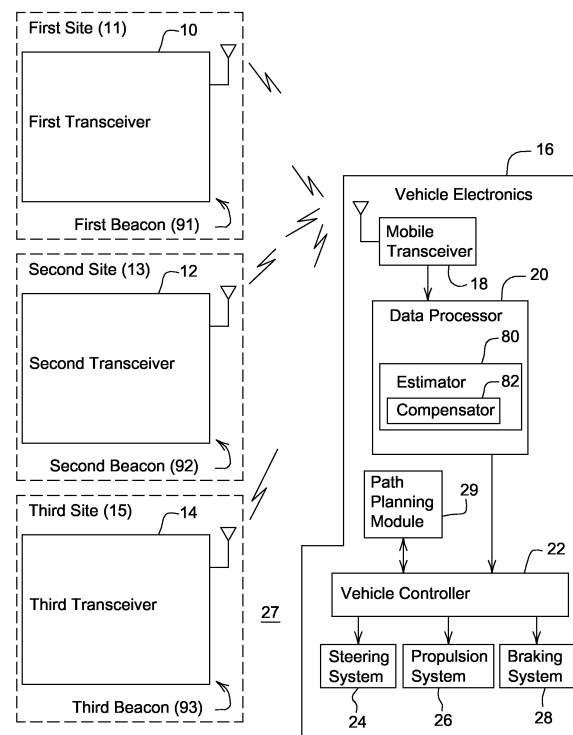 First Site (11)
10
First Transceiver
First Beacon (91)
Second Site (13)
12
Second Transceiver
Second Beacon (92)
Third Site (15)
14
Third Transceiver
Third Beacon (93)
27
16
Vehicle Electronics
Mobile
Transceiver
18
20
Data Processor
80
Estimator
82
Compensator
Path
Planning
Module
29
22
Vehicle Controller
Steering
System
24
Propulsion
System
26
Braking
System
28